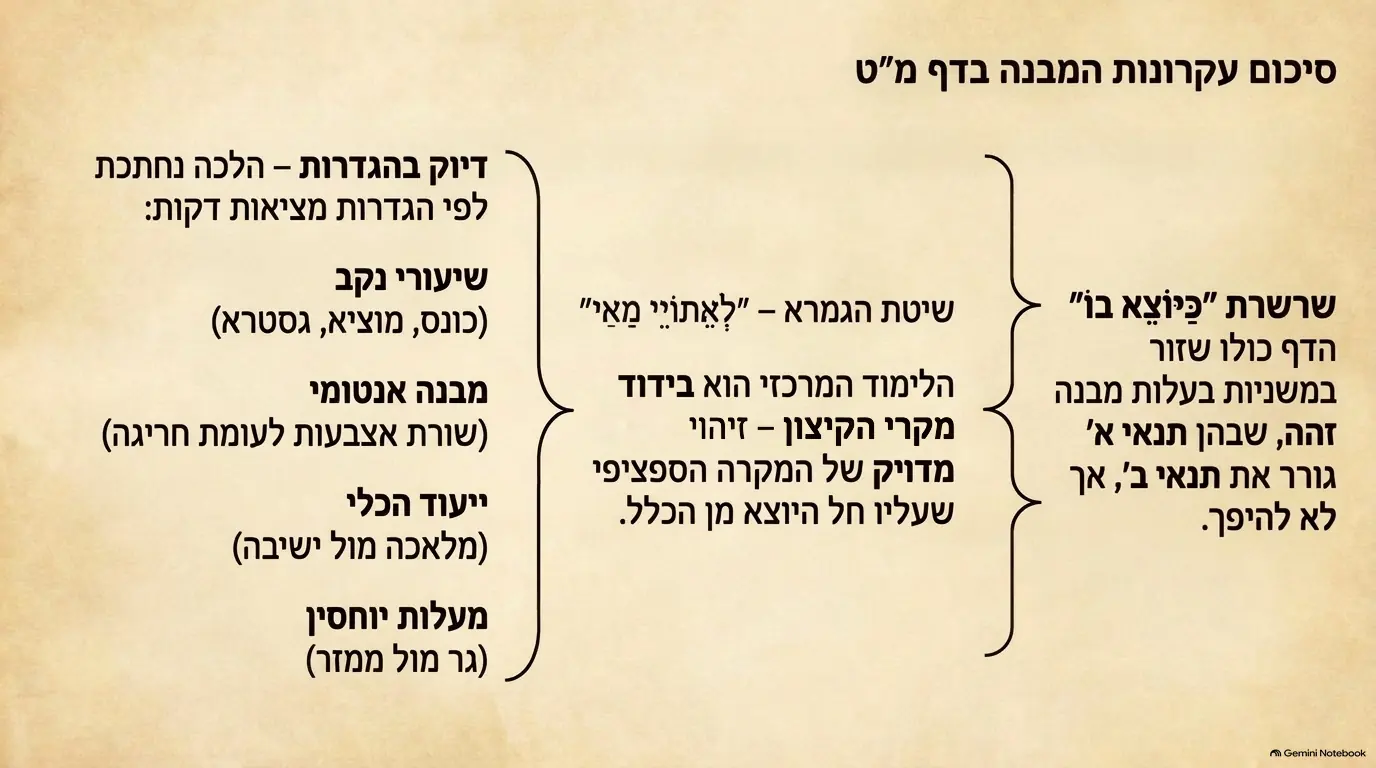 סיכום עקרונות המבנה בדף מ"ט
שרשרת "כַּיּוֹצֵא בוֹ"
הדף כולו שזור
במשניות בעלות מבנה
זהה, שבהן תנאי א'
גורר את תנאי ב', אך
לא להיפך.
שיטת הגמרא – "לְאֵתוֹיֵי מַאַי"
הלימוד המרכזי הוא בידוד
מקרי הקיצון – זיהוי
מדויק של המקרה הספציפי
שעליו חל היוצא מן הכלל.
דיוק בהגדרות – הלכה נחתכת
לפי הגדרות מציאות דקות:
שיעורי נקב
(כונס, מוציא, גסטרא)
מבנה אנטומי
(שורת אצבעות לעומת חריגה)
ייעוד הכלי
(מלאכה מול ישיבה)
מעלות יוחסין
(גר מול ממזר)
Gemini Notebook